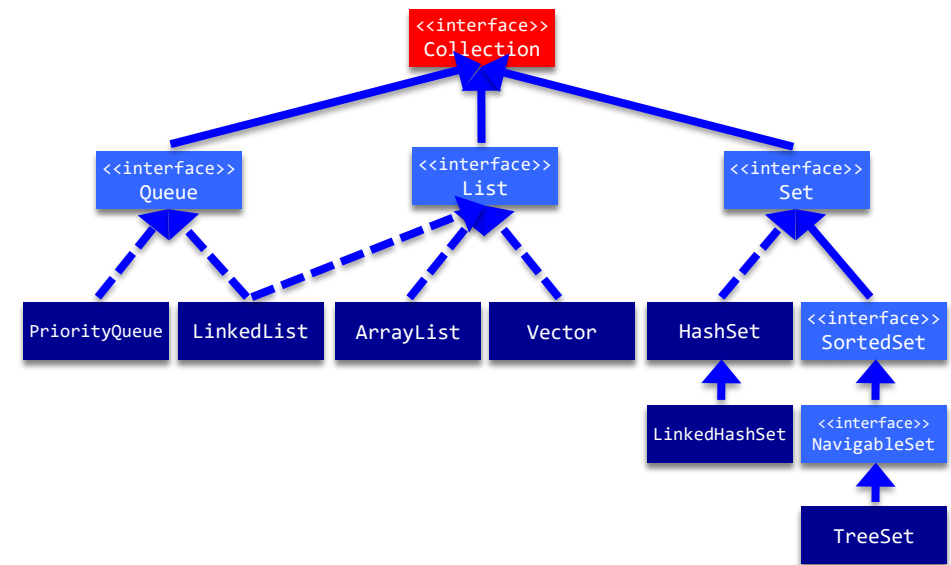 <<interface>>
Collection
<<interface>>
Queue
<<interface>>
List
<<interface>>
Set
PriorityQueue
LinkedList
ArrayList
Vector
HashSet
<<interface>>
SortedSet
LinkedHashSet
<<interface>>
NavigableSet
TreeSet